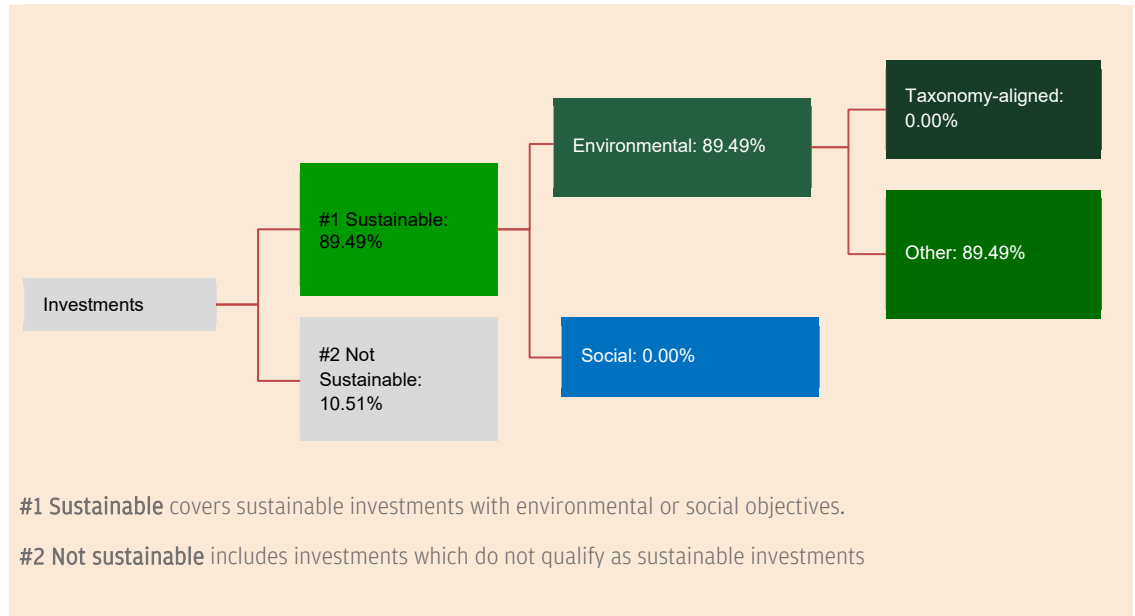 Taxonomy-aligned:
0.00%
Environmental: 89.49%
#1 Sustainable:
89.49%
Other: 89.49%
Investments
#2 Not
Sustainable:
10.51%
Social: 0.00%
#1 Sustainable covers sustainable investments with environmental or social objectives.
#2 Not sustainable includes investments which do not qualify as sustainable investments